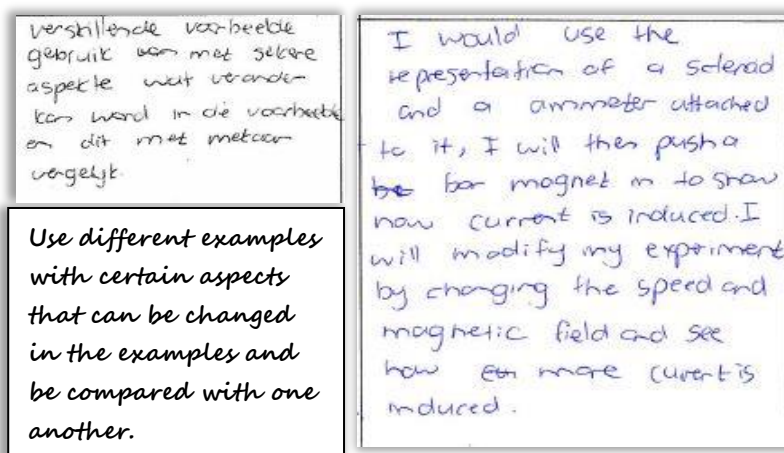 verskillende voorbeelde
gebruik met sekere
aspekte wat verander
kan word in die voorbeelde
en dit met mekaar
vergelyk.
Use different examples
with certain aspects
that can be changed
in the examples and
be compared with one
another.
I would use the
representation of a solenoid
and a ammeter attached
to it, I will then push a
bar magnet in to show
how current is induced. I
will modify my experiment
by changing the speed and
magnetic field and see
how more current is
induced.